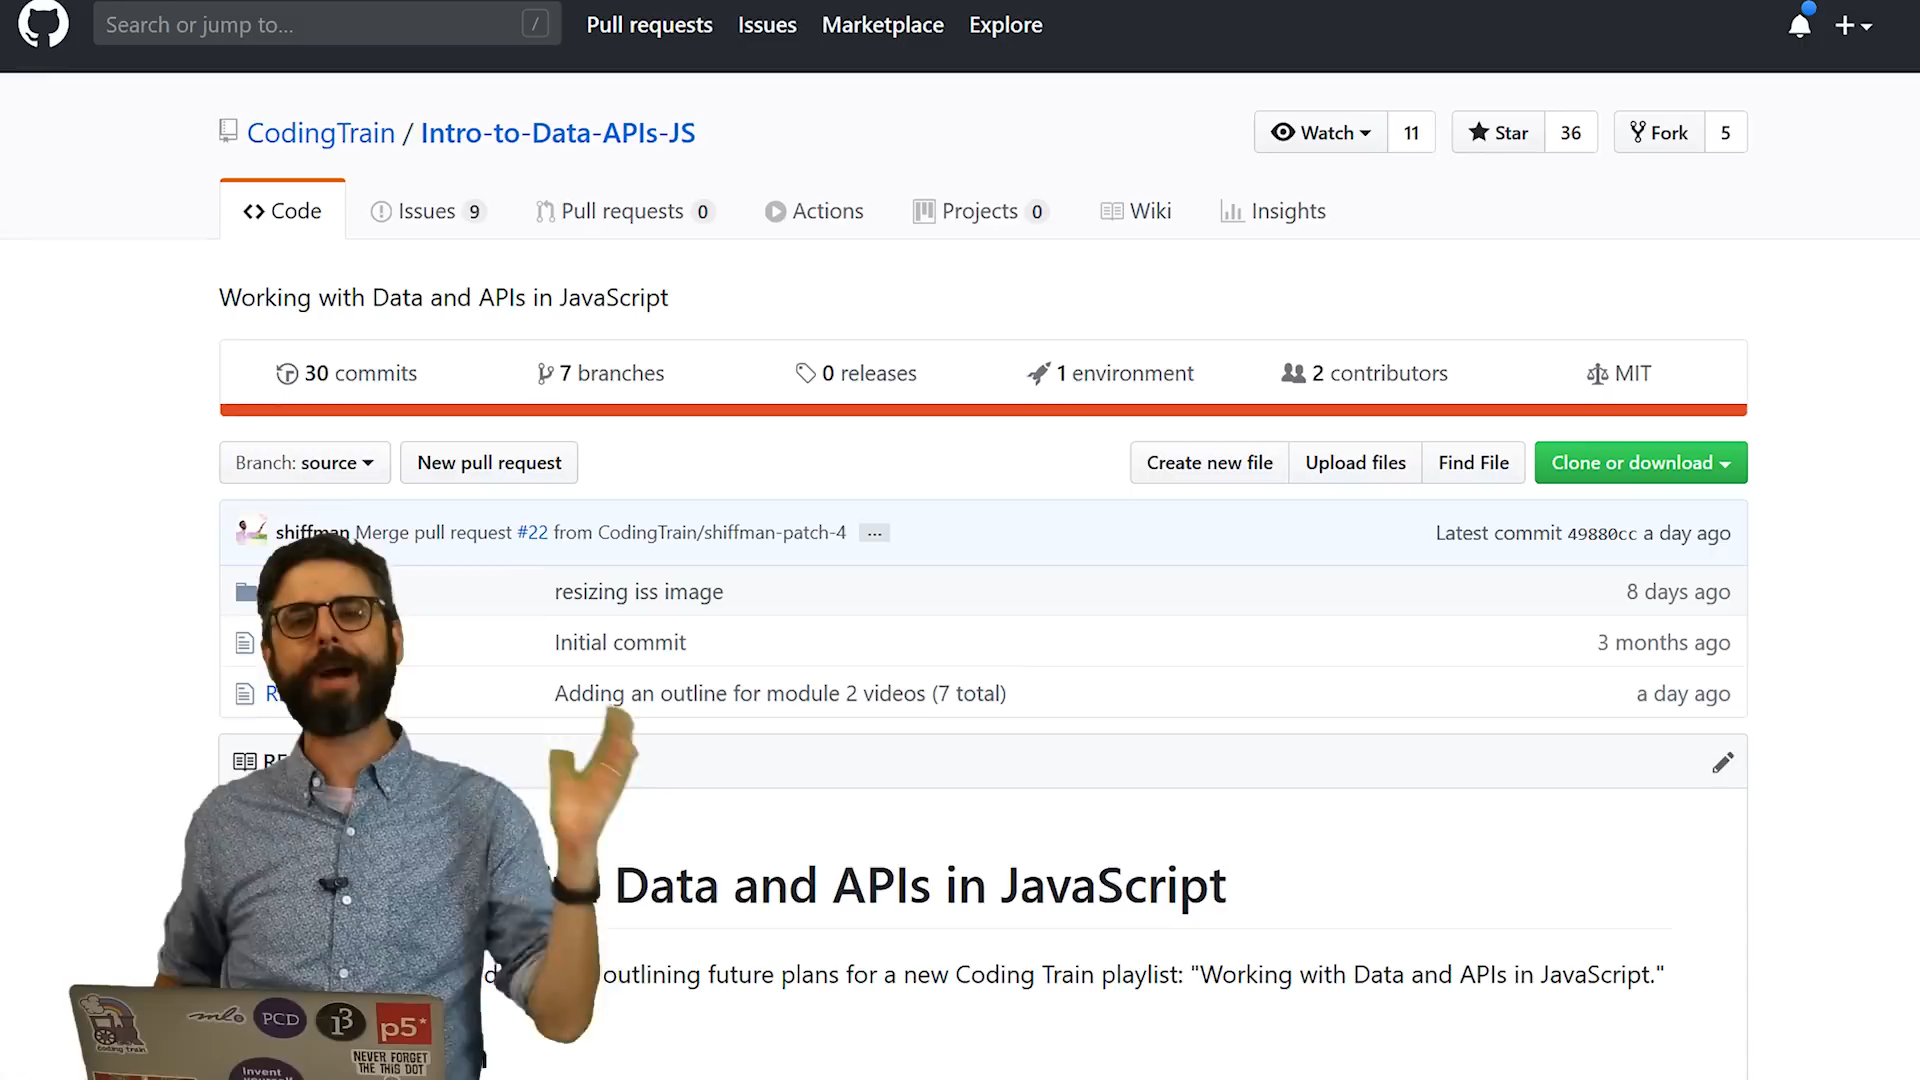 Search or jump to... /
Pull requests Issues Marketplace Explore
CodingTrain / Intro-to-Data-APIs-JS
Watch 11 Star 36 Fork 5
Code Issues 9 Pull requests 0 Actions Projects 0 Wiki Insights
Working with Data and APIs in JavaScript
30 commits 7 branches 0 releases 1 environment 2 contributors MIT
Branch: source New pull request Create new file Upload files Find File Clone or download
shiffman Merge pull request #22 from CodingTrain/shiffman-patch-4 ... Latest commit 49880cc a day ago
resizing iss image 8 days ago
Initial commit 3 months ago
Adding an outline for module 2 videos (7 total) a day ago
Data and APIs in JavaScript
outlining future plans for a new Coding Train playlist: "Working with Data and APIs in JavaScript."
coding train
PCD
p5*
NEVER FORGET
THE THIS DOT
Invent